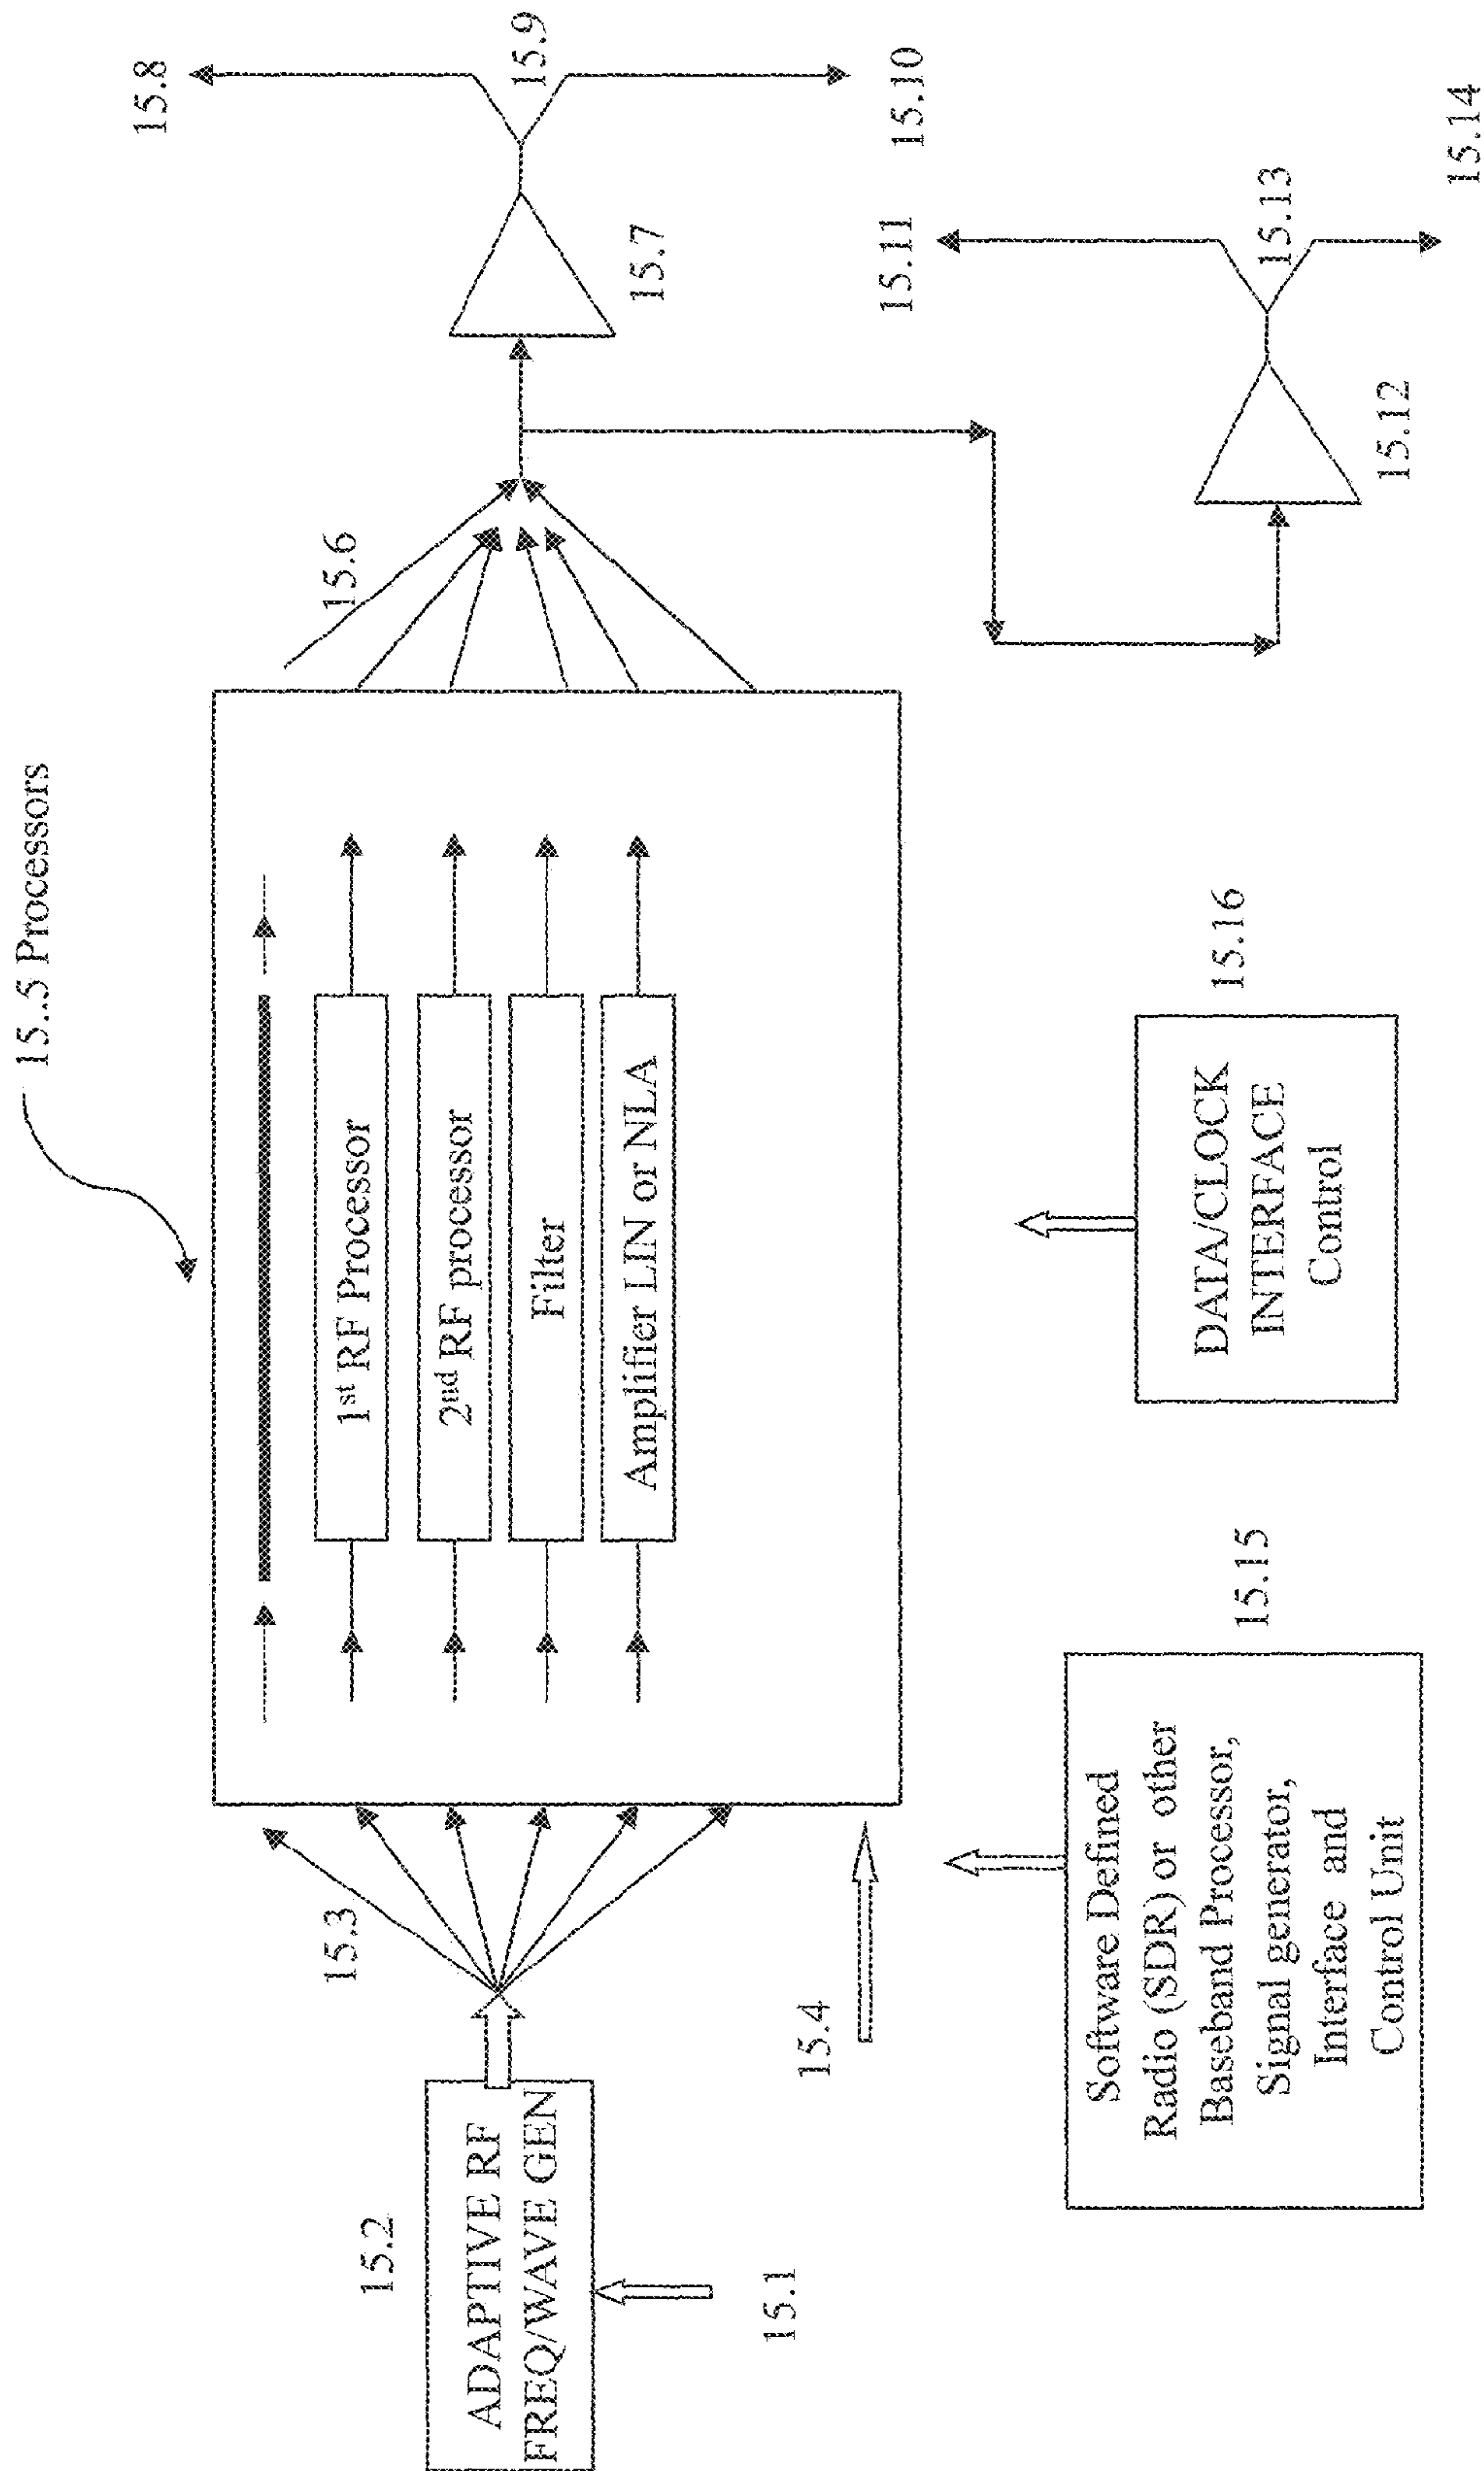 15..5 Processors
15.8
15.9
15.10
15.7
15.6
15.11
15.13
15.14
15.12
1st RF Processor
2nd RF processor
Filter
Amplifier LIN or NLA
15.3
15.2
ADAPTIVE RF
FREQ/WAVE GEN
15.1
15.4
15.15
Software Defined
Radio (SDR) or other
Baseband Processor,
Signal generator,
Interface and
Control Unit
15.16
DATA/CLOCK
INTERFACE
Control